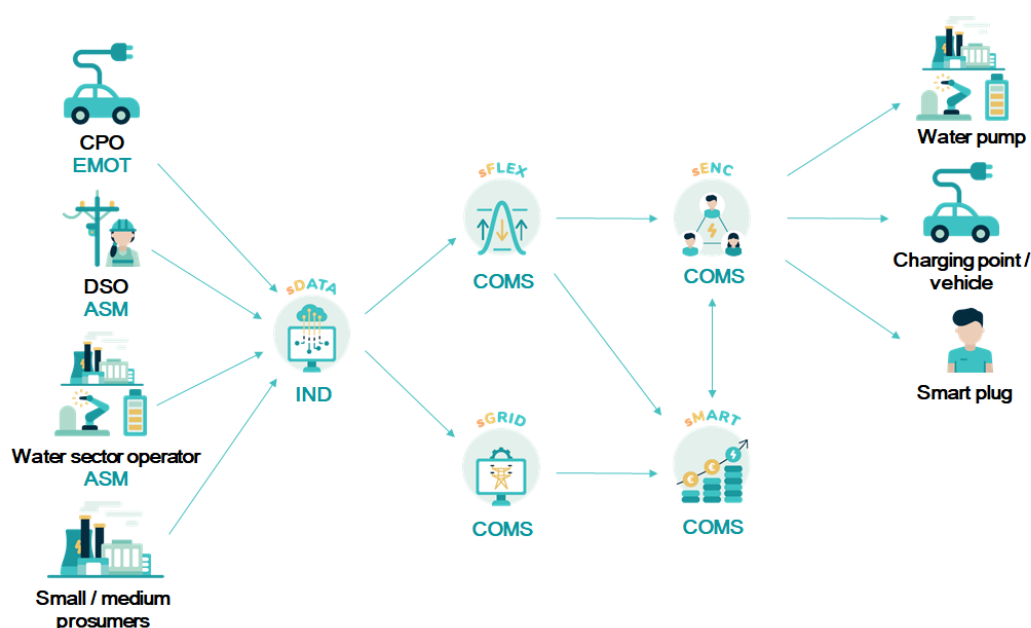 CPO
EMOT
DSO
ASM
Water sector operator
ASM
Small / medium
prosumers
sDATA
IND
sFLEX
COMS
sGRID
COMS
sENC
COMS
sMART
COMS
Water pump
Charging point /
vehicle
Smart plug